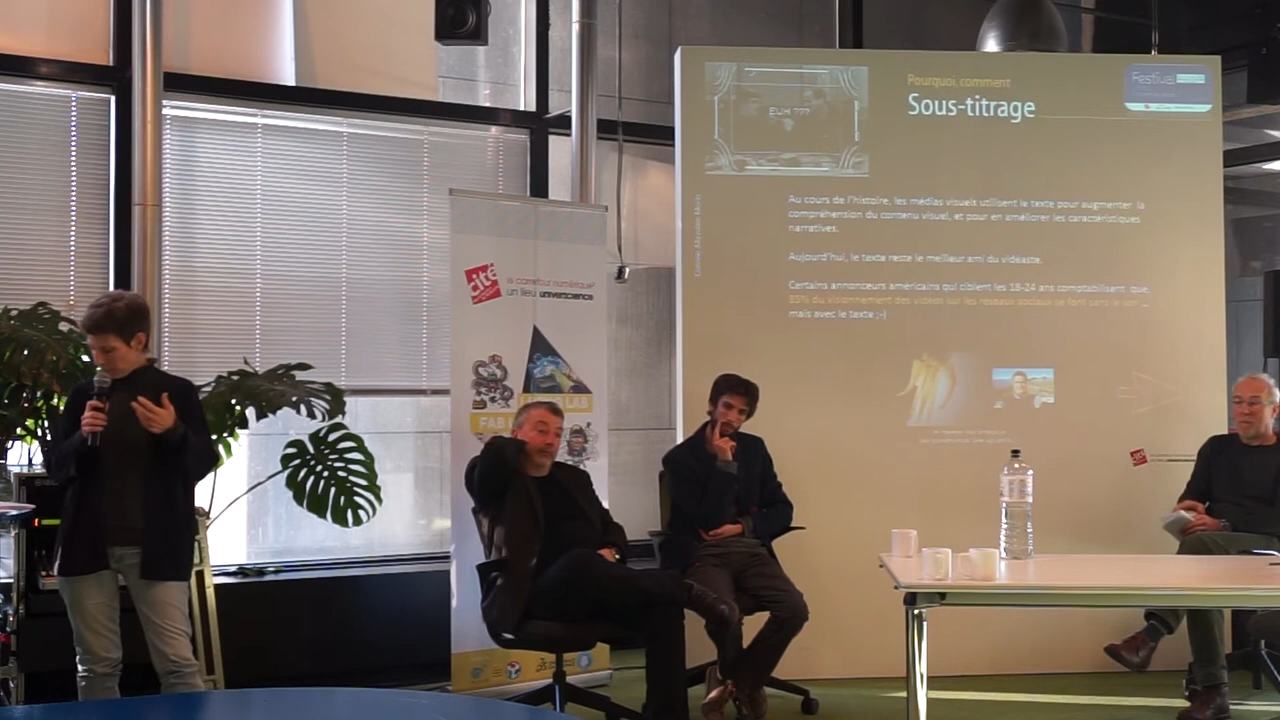 EUH ???
Pourquoi, comment
Sous-titrage
Festival
Au cours de l'histoire, les médias visuels utilisent le texte pour augmenter la
compréhension du contenu visuel, et pour en améliorer les caractéristiques
narratives.
Aujourd'hui, le texte reste le meilleur ami du vidéaste.
Certains annonceurs américains qui ciblent les 18-24 ans comptabilisent que
85% du visionnement des vidéos sur les réseaux sociaux se font sans le son ...
mais avec le texte ;-)
cité
le carrefour numérique²
un lieu universcience
LAB
FAB
cité